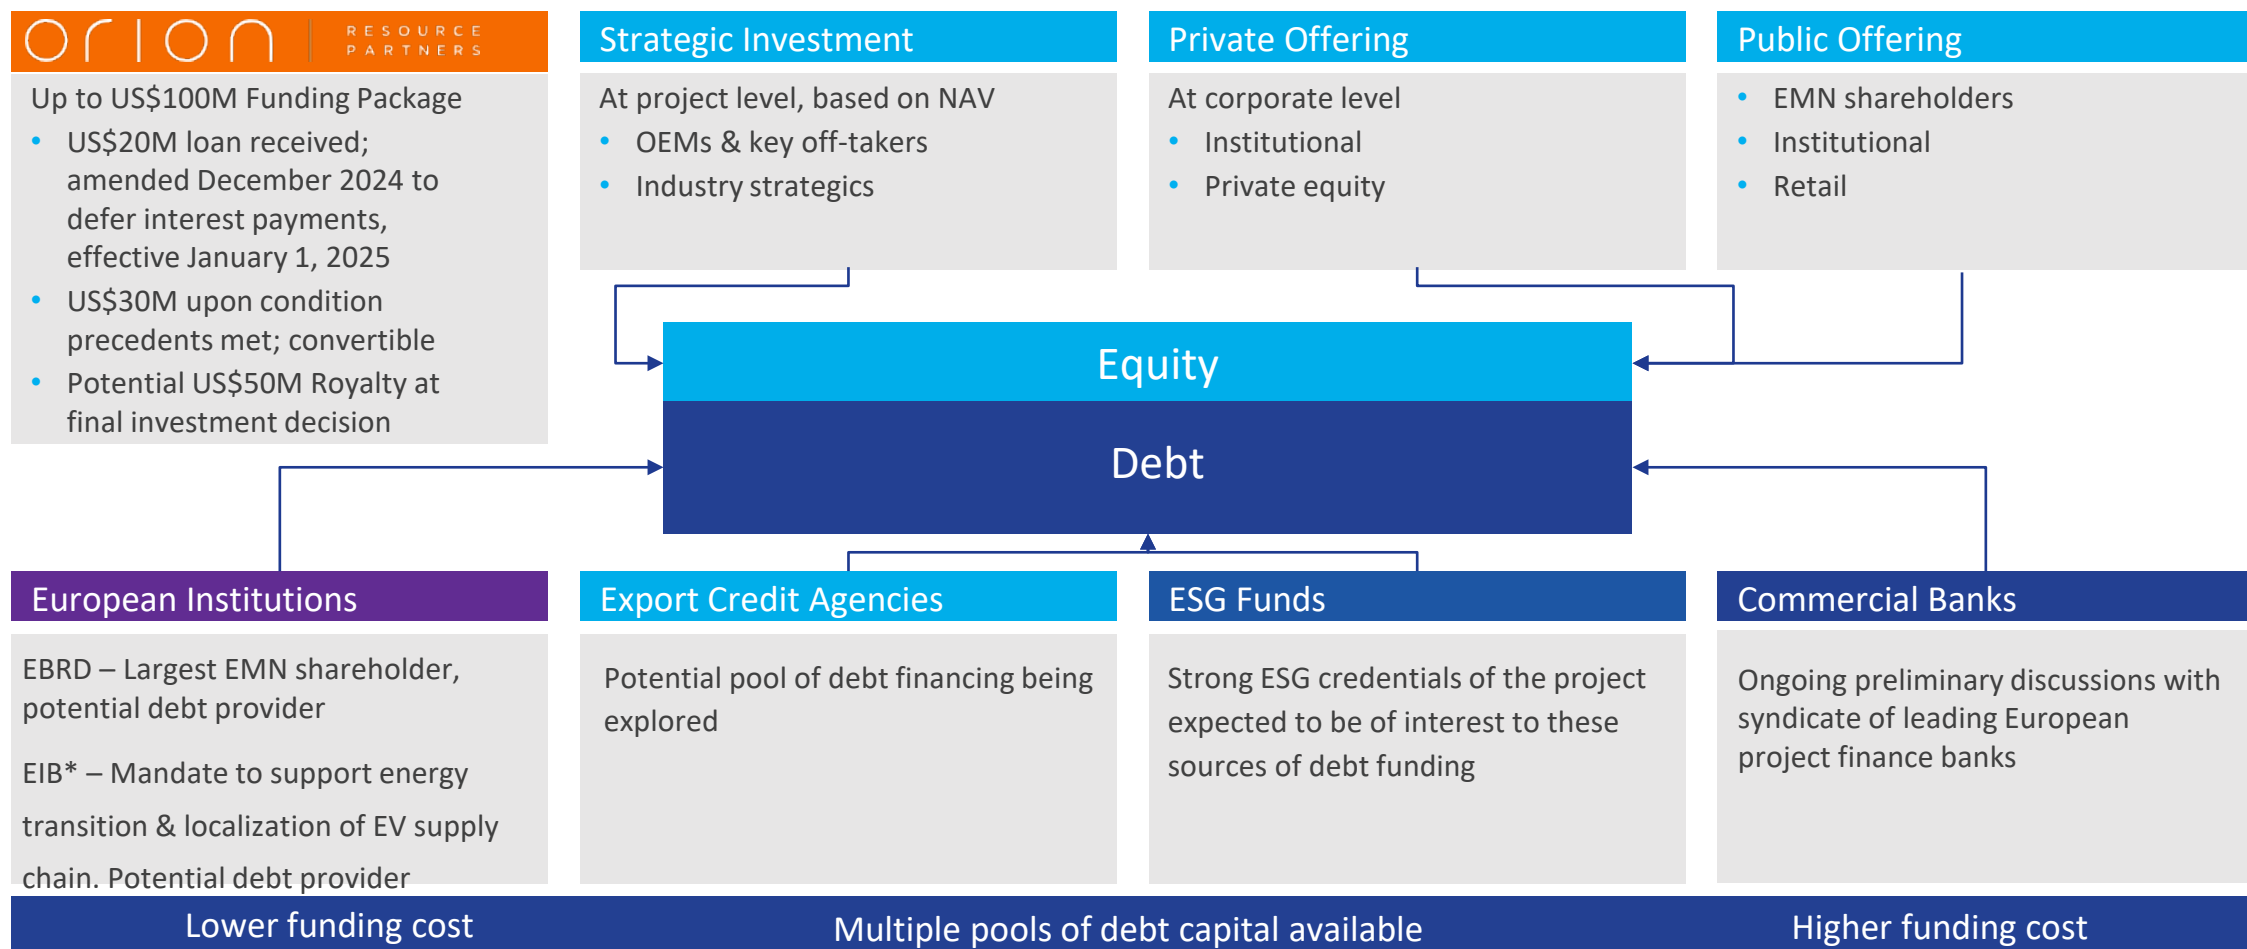 orion RESOURCE
PARTNERS
Up to US$100M Funding Package
• US$20M loan received;
amended December 2024 to
defer interest payments,
effective January 1, 2025
• US$30M upon condition
precedents met; convertible
• Potential US$50M Royalty at
final investment decision
Strategic Investment
At project level, based on NAV
• OEMs & key off-takers
• Industry strategics
Private Offering
At corporate level
• Institutional
• Private equity
Public Offering
• EMN shareholders
• Institutional
• Retail
Equity
Debt
European Institutions
EBRD – Largest EMN shareholder,
potential debt provider
EIB* – Mandate to support energy
transition & localization of EV supply
chain. Potential debt provider
Export Credit Agencies
Potential pool of debt financing being
explored
ESG Funds
Strong ESG credentials of the project
expected to be of interest to these
sources of debt funding
Commercial Banks
Ongoing preliminary discussions with
syndicate of leading European
project finance banks
Lower funding cost
Multiple pools of debt capital available
Higher funding cost